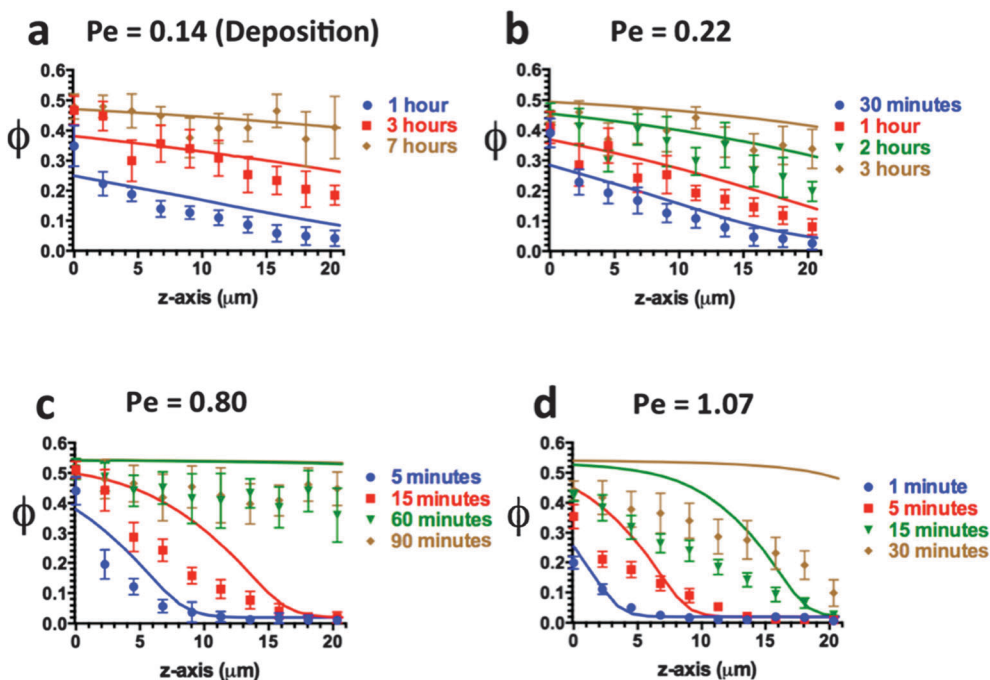 a Pe = 0.14 (Deposition)
0.6
0.5
0.4
0.3
0.2
0.1
0.0
ϕ
0 5 10 15 20
z-axis (μm)
1 hour
3 hours
7 hours
b Pe = 0.22
0.6
0.5
0.4
0.3
0.2
0.1
0.0
ϕ
0 5 10 15 20
z-axis (μm)
30 minutes
1 hour
2 hours
3 hours
c Pe = 0.80
0.6
0.5
0.4
0.3
0.2
0.1
0.0
ϕ
0 5 10 15 20
z-axis (μm)
5 minutes
15 minutes
60 minutes
90 minutes
d Pe = 1.07
0.6
0.5
0.4
0.3
0.2
0.1
0.0
ϕ
0 5 10 15 20
z-axis (μm)
1 minute
5 minutes
15 minutes
30 minutes